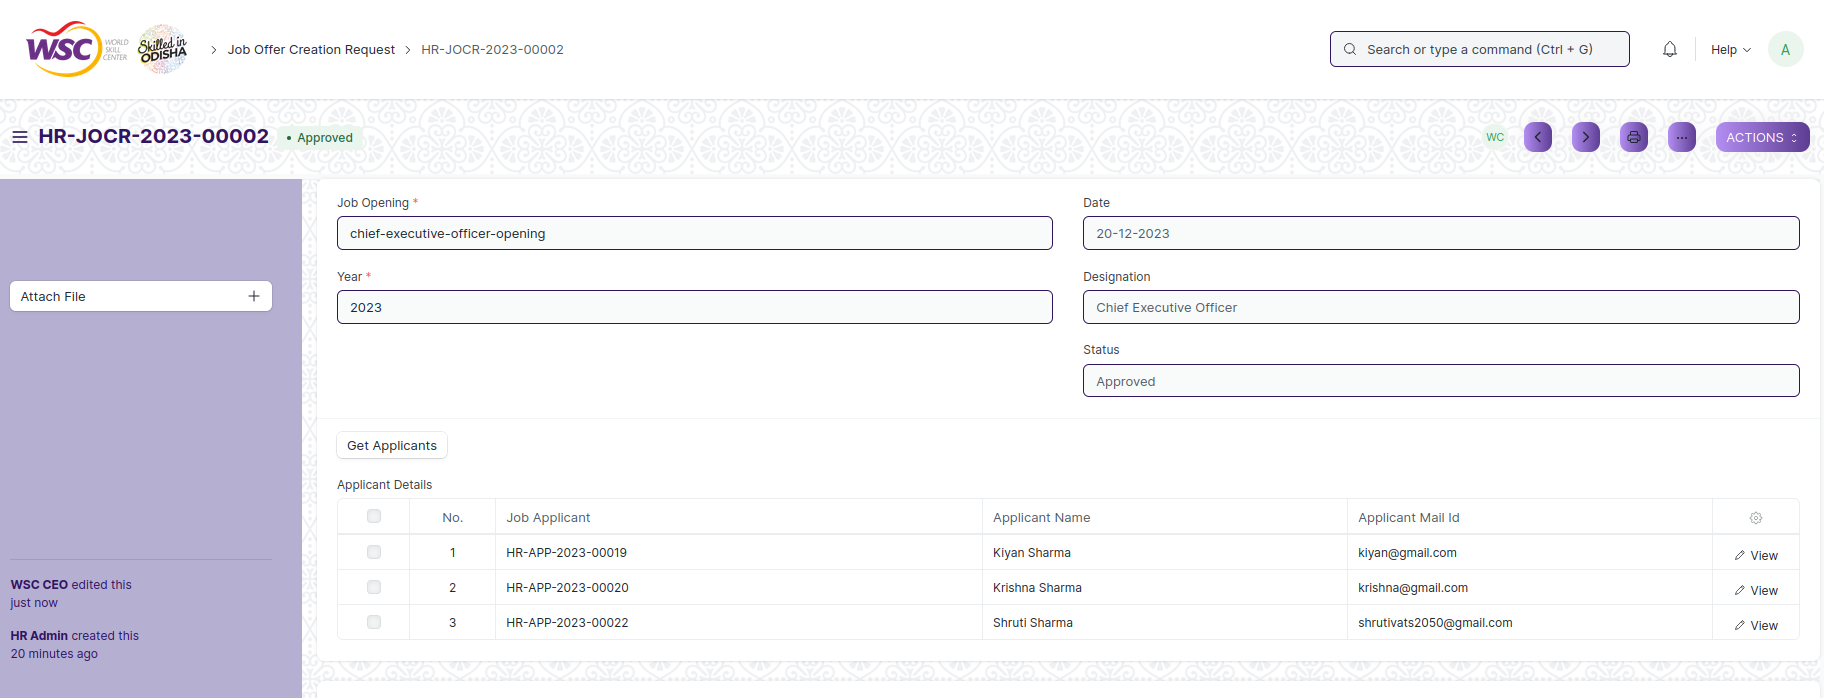 WSC WORLD SKILL CENTER Skilled in ODISHA > Job Offer Creation Request > HR-JOCR-2023-00002 Search or type a command (Ctrl + G) Help A
HR-JOCR-2023-00002 • Approved WC ... ACTIONS
Job Opening * Date
chief-executive-officer-opening 20-12-2023
Attach File +
Year * Designation
2023 Chief Executive Officer
Status
Approved
Get Applicants
Applicant Details
No. Job Applicant Applicant Name Applicant Mail Id
1 HR-APP-2023-00019 Kiyan Sharma kiyan@gmail.com View
2 HR-APP-2023-00020 Krishna Sharma krishna@gmail.com View
3 HR-APP-2023-00022 Shruti Sharma shrutivats2050@gmail.com View
WSC CEO edited this
just now
HR Admin created this
20 minutes ago